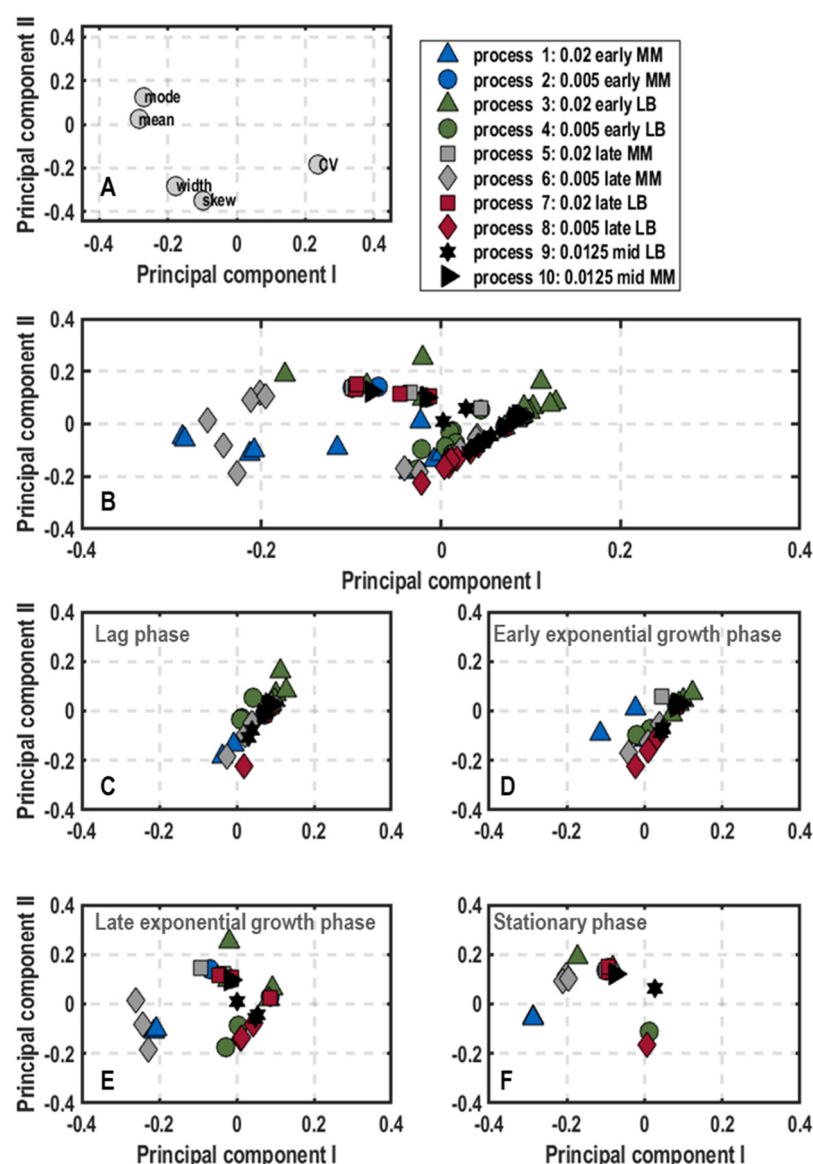 Principal component II
0.4
0.2
0
-0.2
-0.4
mode
mean
width
skew
CV
A
-0.4 -0.2 0 0.2 0.4
Principal component I
process 1: 0.02 early MM
process 2: 0.005 early MM
process 3: 0.02 early LB
process 4: 0.005 early LB
process 5: 0.02 late MM
process 6: 0.005 late MM
process 7: 0.02 late LB
process 8: 0.005 late LB
process 9: 0.0125 mid LB
process 10: 0.0125 mid MM
Principal component II
0.4
0.2
0
-0.2
-0.4
B
-0.4 -0.2 0 0.2 0.4
Principal component I
Principal component II
0.4
0.2
0
-0.2
-0.4
Lag phase
C
-0.4 -0.2 0 0.2 0.4
0.4
0.2
0
-0.2
-0.4
Early exponential growth phase
D
-0.4 -0.2 0 0.2 0.4
Principal component II
0.4
0.2
0
-0.2
-0.4
Late exponential growth phase
E
-0.4 -0.2 0 0.2 0.4
Principal component I
0.4
0.2
0
-0.2
-0.4
Stationary phase
F
-0.4 -0.2 0 0.2 0.4
Principal component I